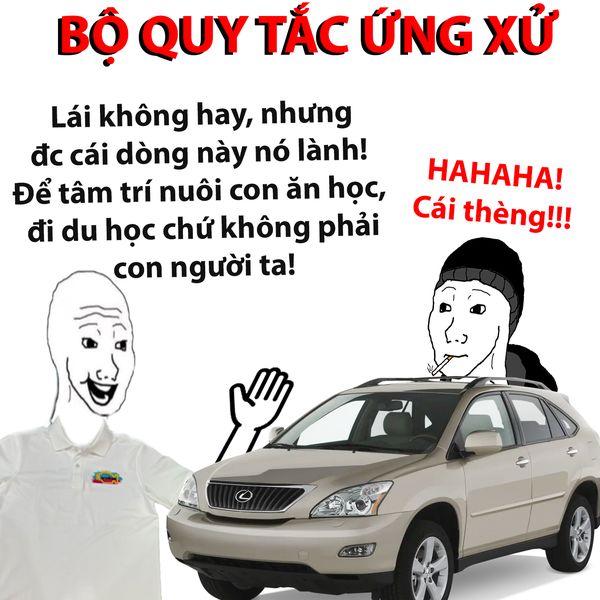 BỘ QUY TẮC ỨNG XỬ
Lái không hay, nhưng
đc cái dòng này nó lành!
Để tâm trí nuôi con ăn học,
đi du học chứ không phải
con người ta!
HAHAHA!
Cái thèng!!!